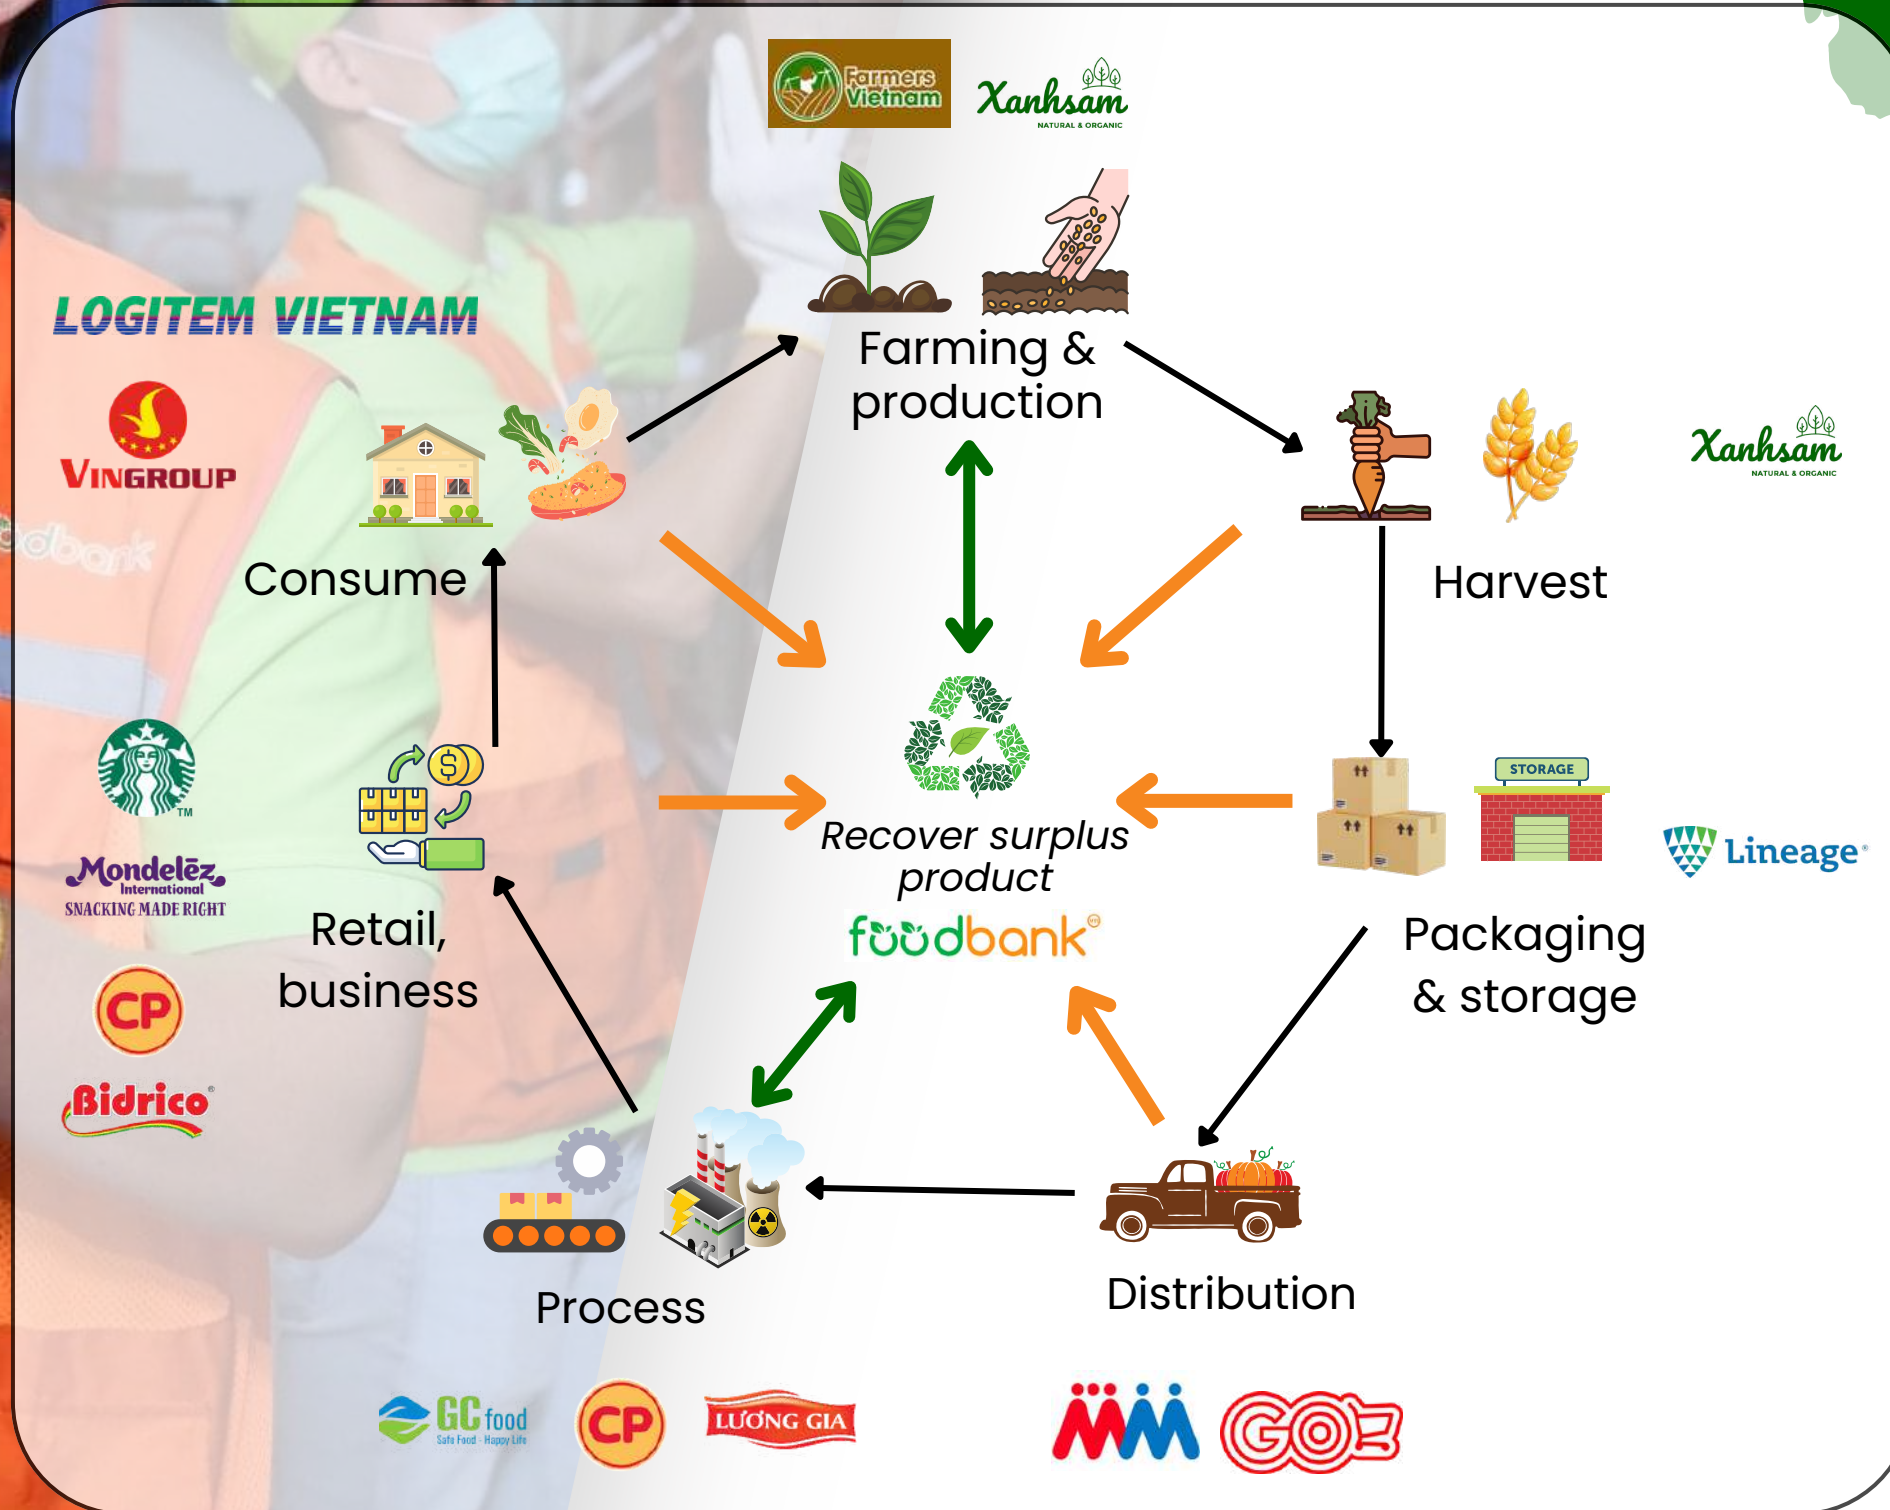 Farmers
Vietnam
Xanhsam
NATURAL & ORGANIC
LOGITEM VIETNAM
VINGROUP
Farming &
production
Xanhsam
NATURAL & ORGANIC
Consume
Harvest
odbank
TM
STORAGE
Mondelēz,
International
SNACKING MADE RIGHT
Lineage
Retail,
business
Recover surplus
product
foodbank
Packaging
& storage
CP
Bidrico®
Process
Distribution
GC food
Safe Food - Happy Life
CP
LƯƠNG GIA
MM
GO!